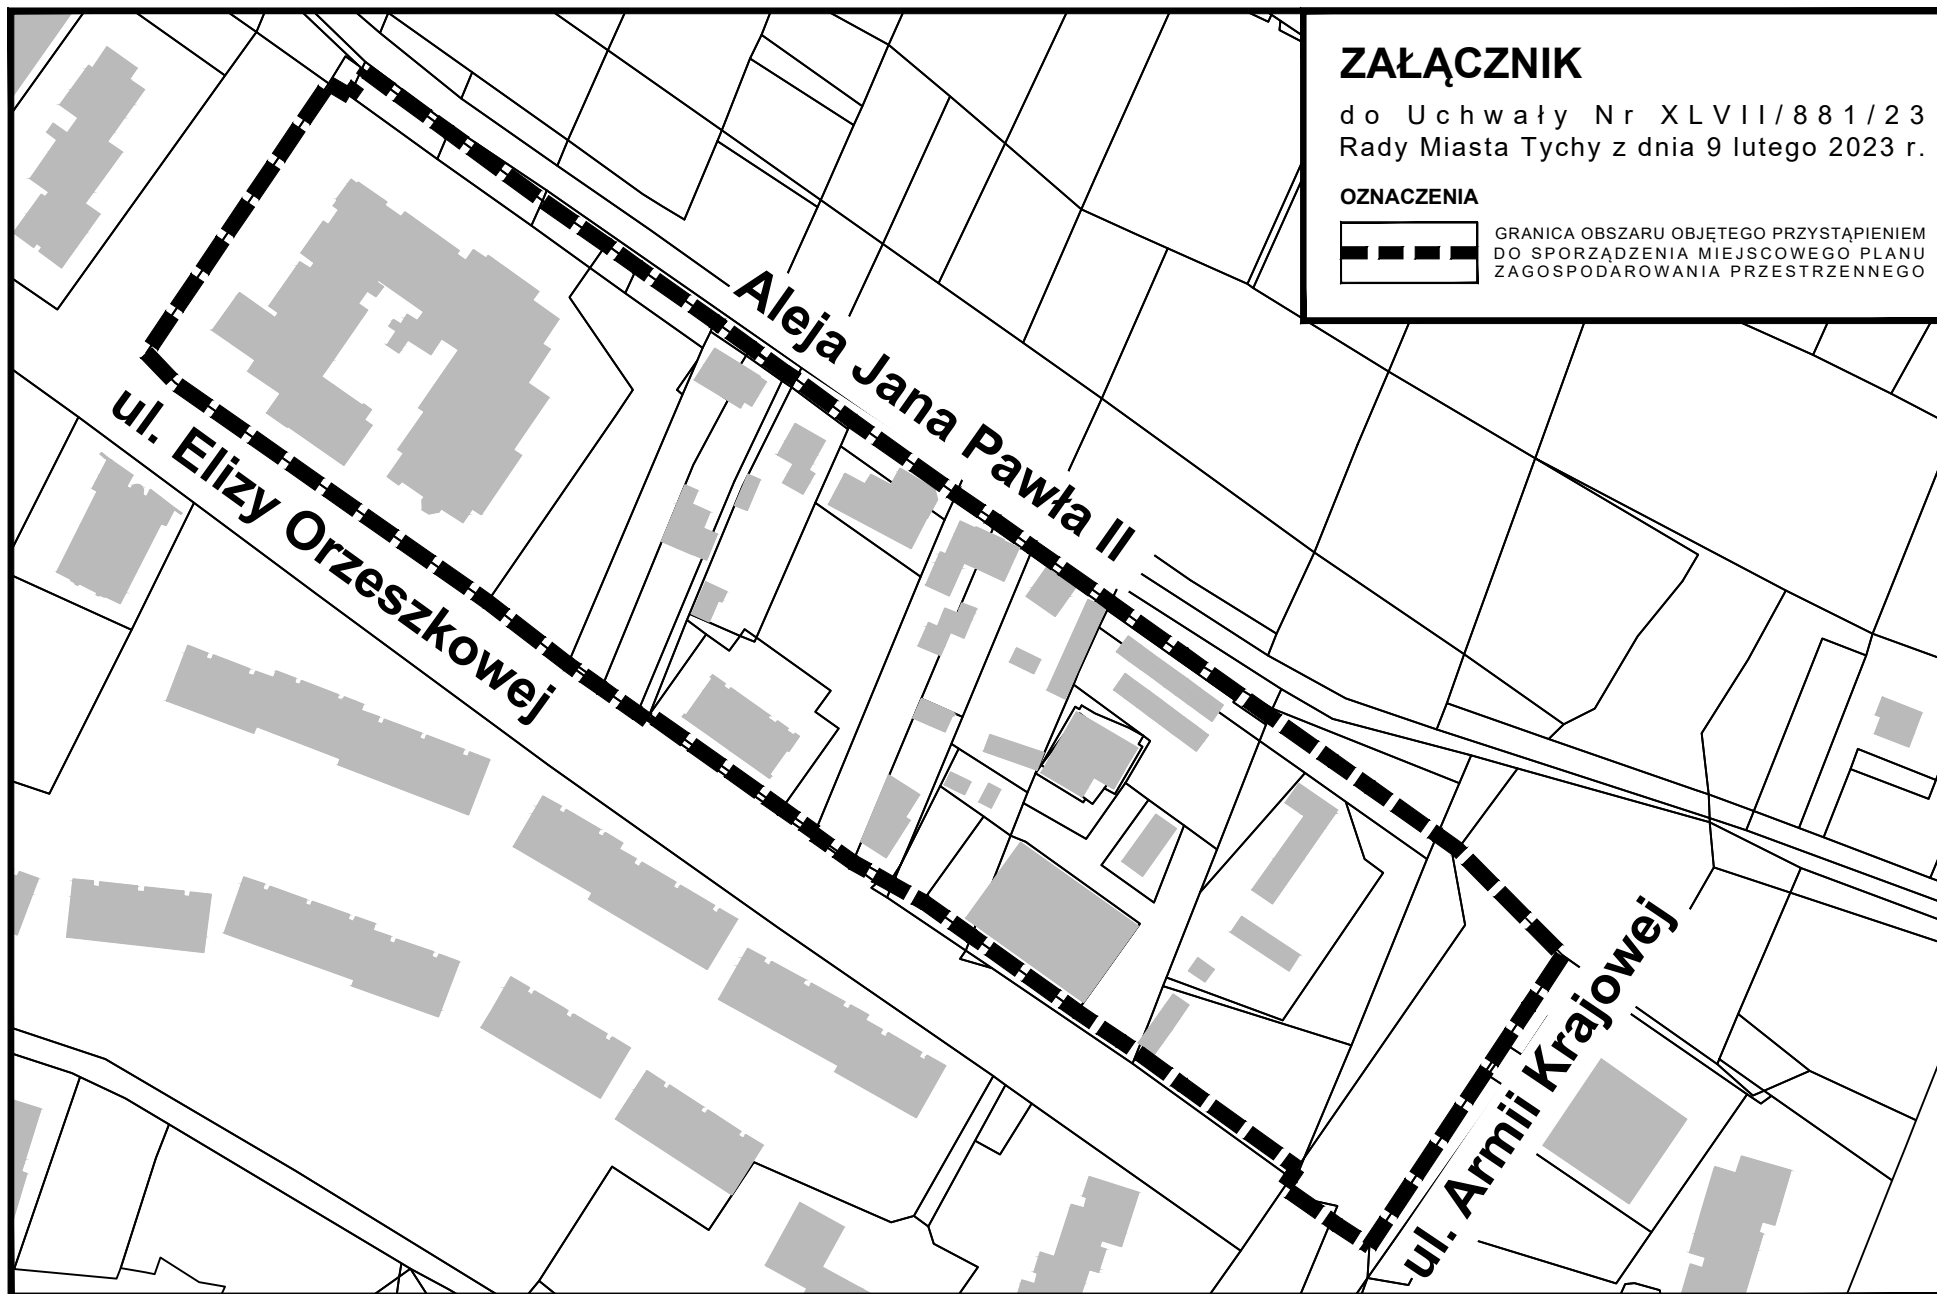 ZAŁĄCZNIK
do Uchwały Nr XLVII/881/23
Rady Miasta Tychy z dnia 9 lutego 2023 r.
OZNACZENIA
GRANICA OBSZARU OBJĘTEGO PRZYSTĄPIENIEM
DO SPORZĄDZENIA MIEJSCOWEGO PLANU
ZAGOSPODAROWANIA PRZESTRZENNEGO
Aleja Jana Pawła II
ul. Elizy Orzeszkowej
ul. Armii Krajowej